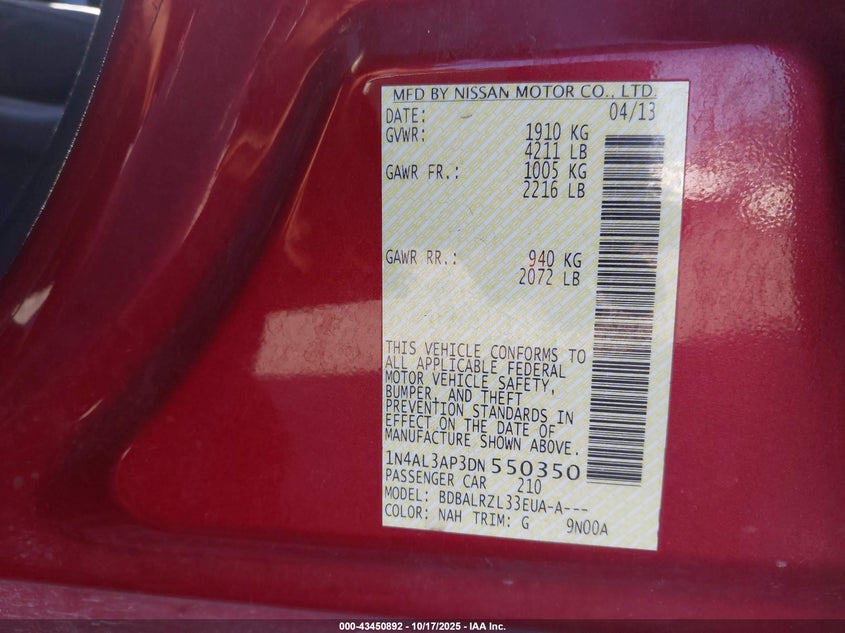 MFD BY NISSAN MOTOR CO., LTD.
DATE: 04/13
GVWR: 1910 KG
4211 LB
GAWR FR.: 1005 KG
2216 LB
GAWR RR.: 940 KG
2072 LB
THIS VEHICLE CONFORMS TO
ALL APPLICABLE FEDERAL
MOTOR VEHICLE SAFETY,
BUMPER, AND THEFT
PREVENTION STANDARDS IN
EFFECT ON THE DATE OF
MANUFACTURE SHOWN ABOVE.
1N4AL3AP3DN 550350
PASSENGER CAR 210
MODEL: BDBALRZL33EUA-A---
COLOR: NAH TRIM: G 9N00A
000-43450892 - 10/17/2025 - IAA Inc.